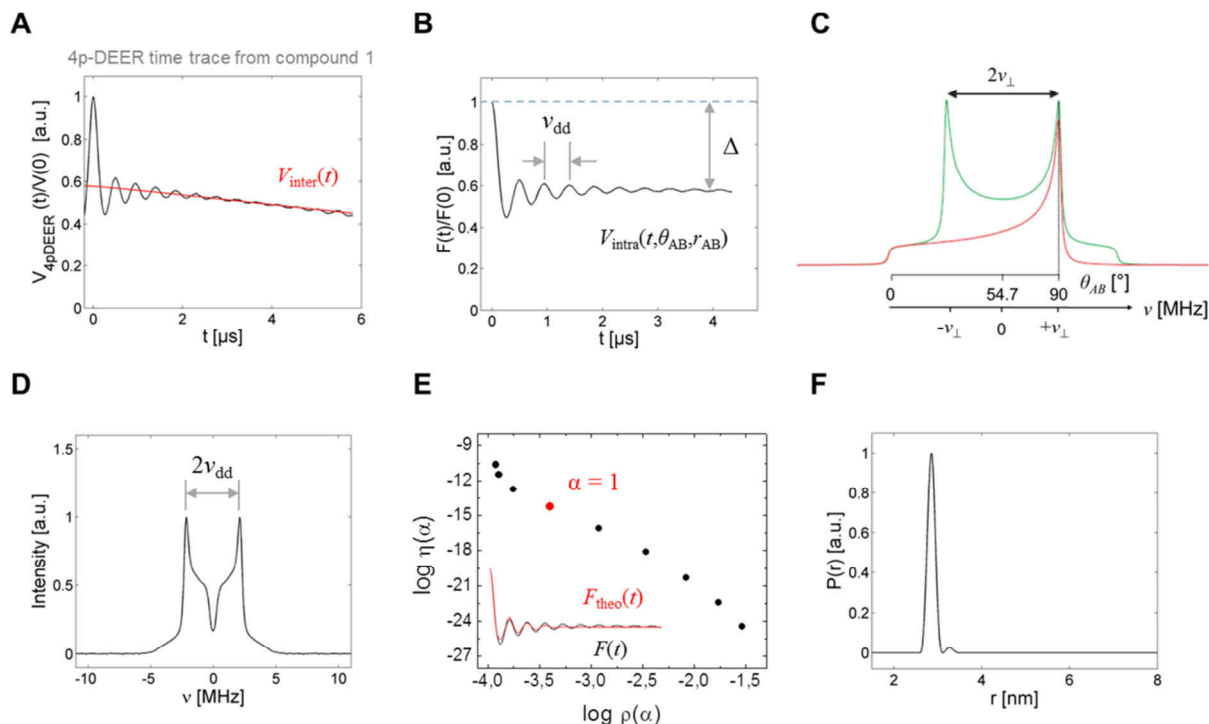 A
4p-DEER time trace from compound 1
V4pDEER(t)/V(0) [a.u.]
1
0.8
0.6
0.4
0.2
0
Vinter(t)
0 2 4 6
t [µs]
B
F(t)/F(0) [a.u.]
1
0.8
0.6
0.4
0.2
0
νdd
Δ
Vintra(t,θAB,rAB)
0 1 2 3 4
t [µs]
C
2ν⊥
θAB [°]
0 54.7 90
ν [MHz]
-ν⊥ 0 +ν⊥
D
Intensity [a.u.]
1.5
1
0.5
0
2νdd
-10 -5 0 5 10
ν [MHz]
E
log η(α)
-9
-12
-15
-18
-21
-24
-27
α = 1
Ftheo(t)
F(t)
-4,0 -3,5 -3,0 -2,5 -2,0 -1,5
log ρ(α)
F
P(r) [a.u.]
1
0.8
0.6
0.4
0.2
0
2 4 6 8
r [nm]